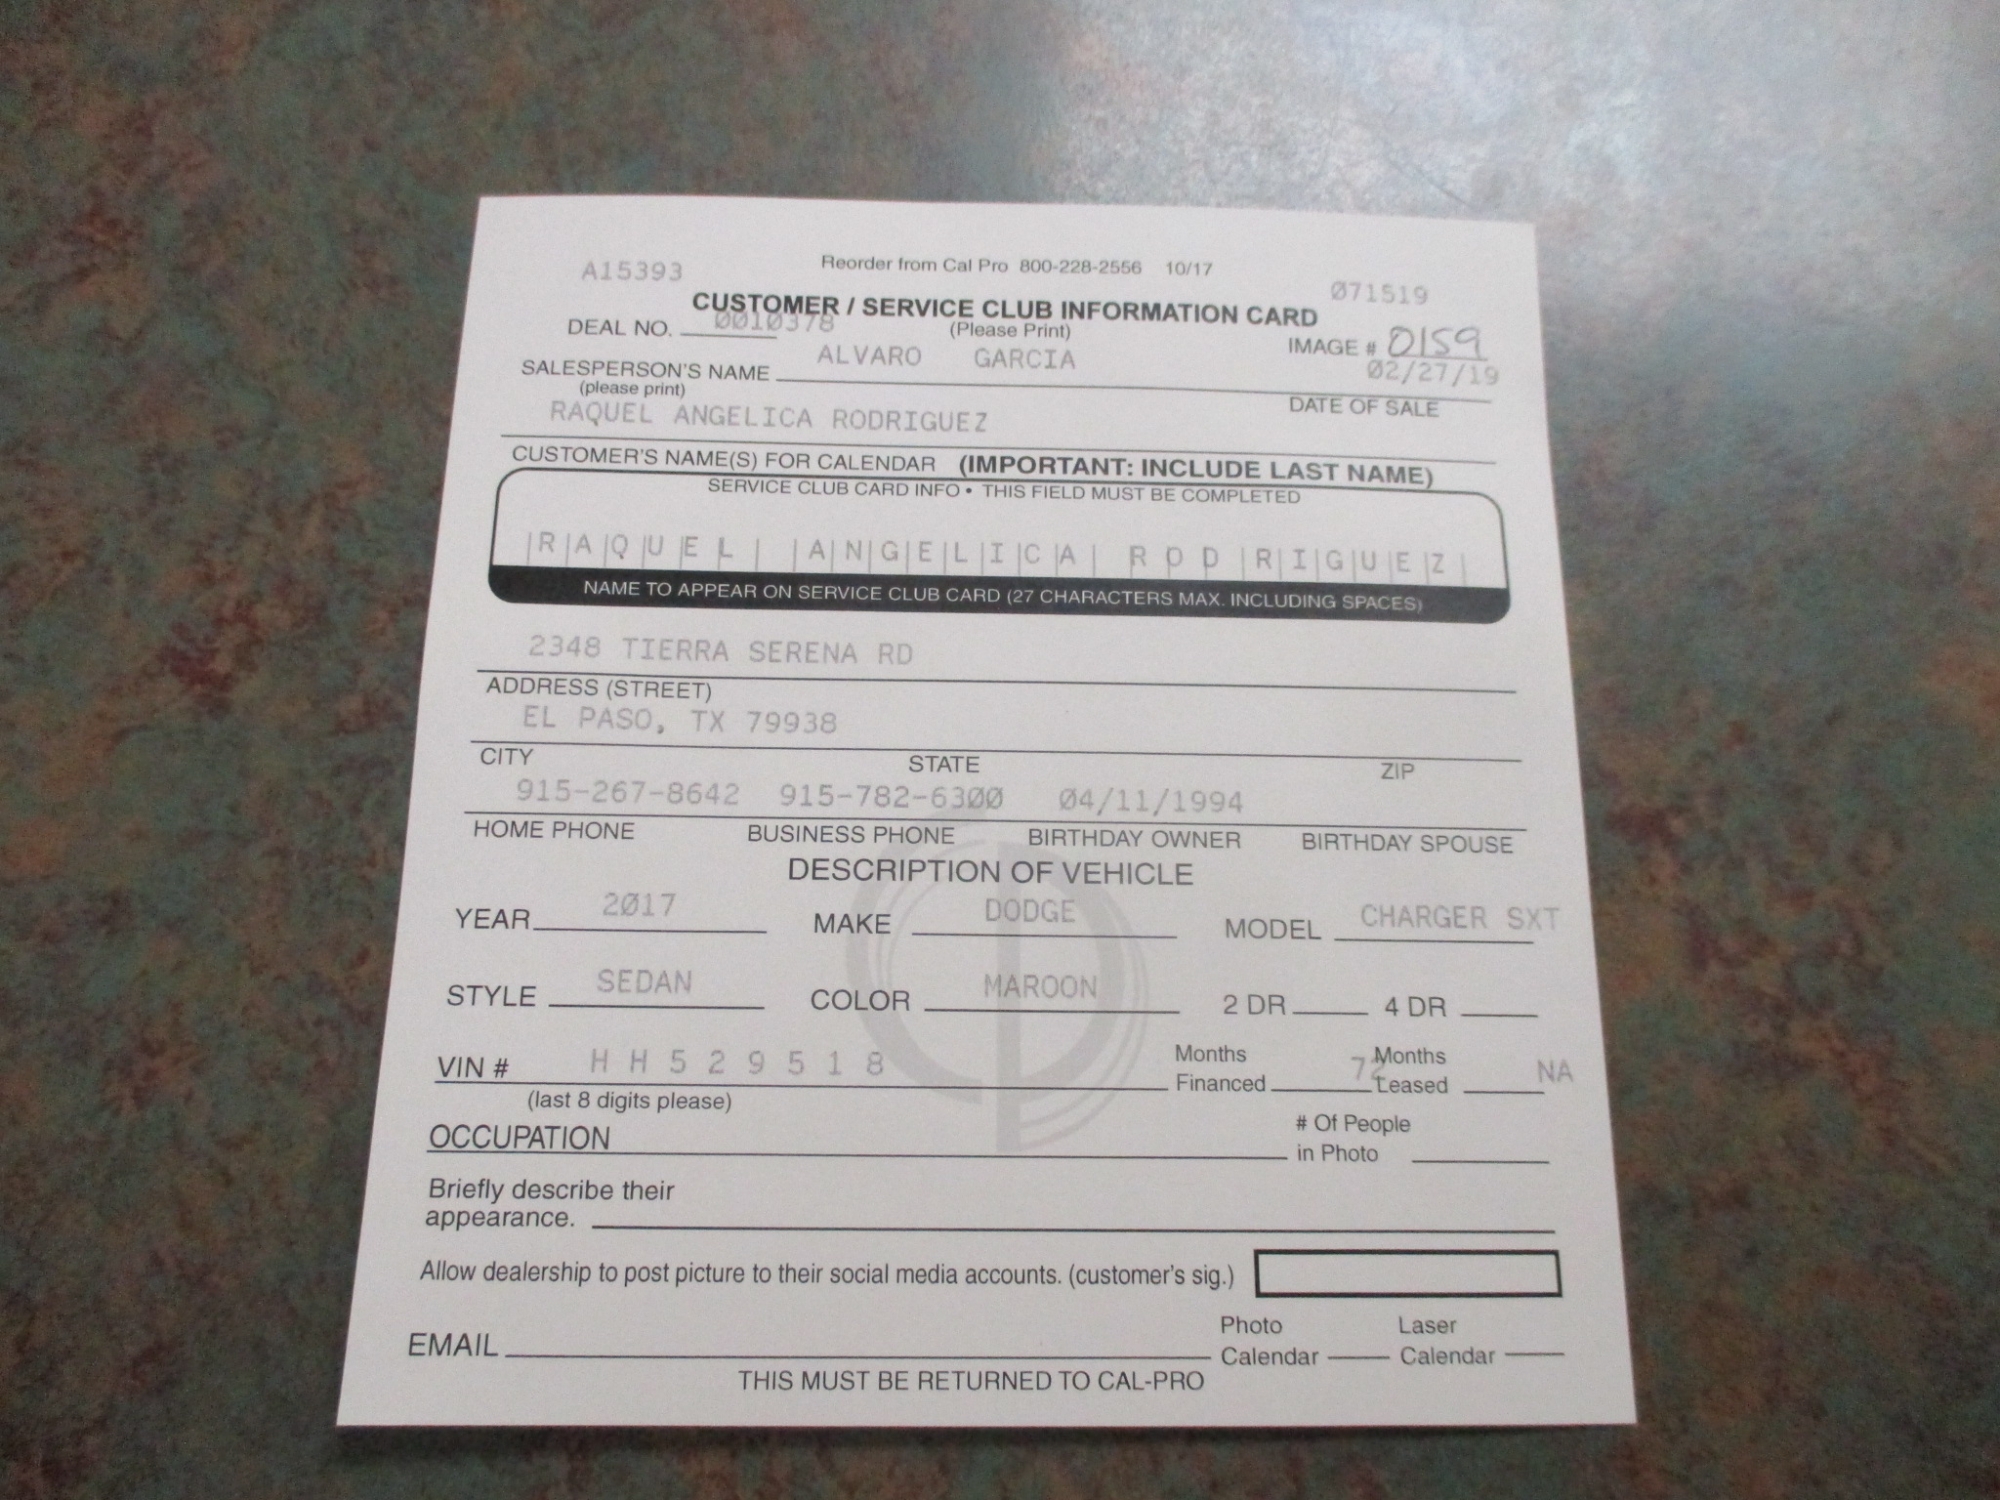 Reorder from Cal Pro 800-228-2556 10/17
A15393
071519
CUSTOMER / SERVICE CLUB INFORMATION CARD
(Please Print)
DEAL NO. 0010378
IMAGE # 0159
SALESPERSON'S NAME ALVARO GARCIA 02/27/19
(please print)
DATE OF SALE
RAQUEL ANGELICA RODRIGUEZ
CUSTOMER'S NAME(S) FOR CALENDAR (IMPORTANT: INCLUDE LAST NAME)
SERVICE CLUB CARD INFO • THIS FIELD MUST BE COMPLETED
RAQUEL ANGELICA RODRIGUEZ
NAME TO APPEAR ON SERVICE CLUB CARD (27 CHARACTERS MAX. INCLUDING SPACES)
2348 TIERRA SERENA RD
ADDRESS (STREET)
EL PASO, TX 79938
CITY STATE ZIP
915-267-8642 915-782-6300 04/11/1994
HOME PHONE BUSINESS PHONE BIRTHDAY OWNER BIRTHDAY SPOUSE
DESCRIPTION OF VEHICLE
YEAR 2017 MAKE DODGE MODEL CHARGER SXT
STYLE SEDAN COLOR MAROON 2 DR 4 DR
VIN # H H 5 2 9 5 1 8 Months Financed 72 Months Leased NA
(last 8 digits please)
OCCUPATION # Of People in Photo
Briefly describe their
appearance.
Allow dealership to post picture to their social media accounts. (customer's sig.)
EMAIL Photo Calendar Laser Calendar
THIS MUST BE RETURNED TO CAL-PRO